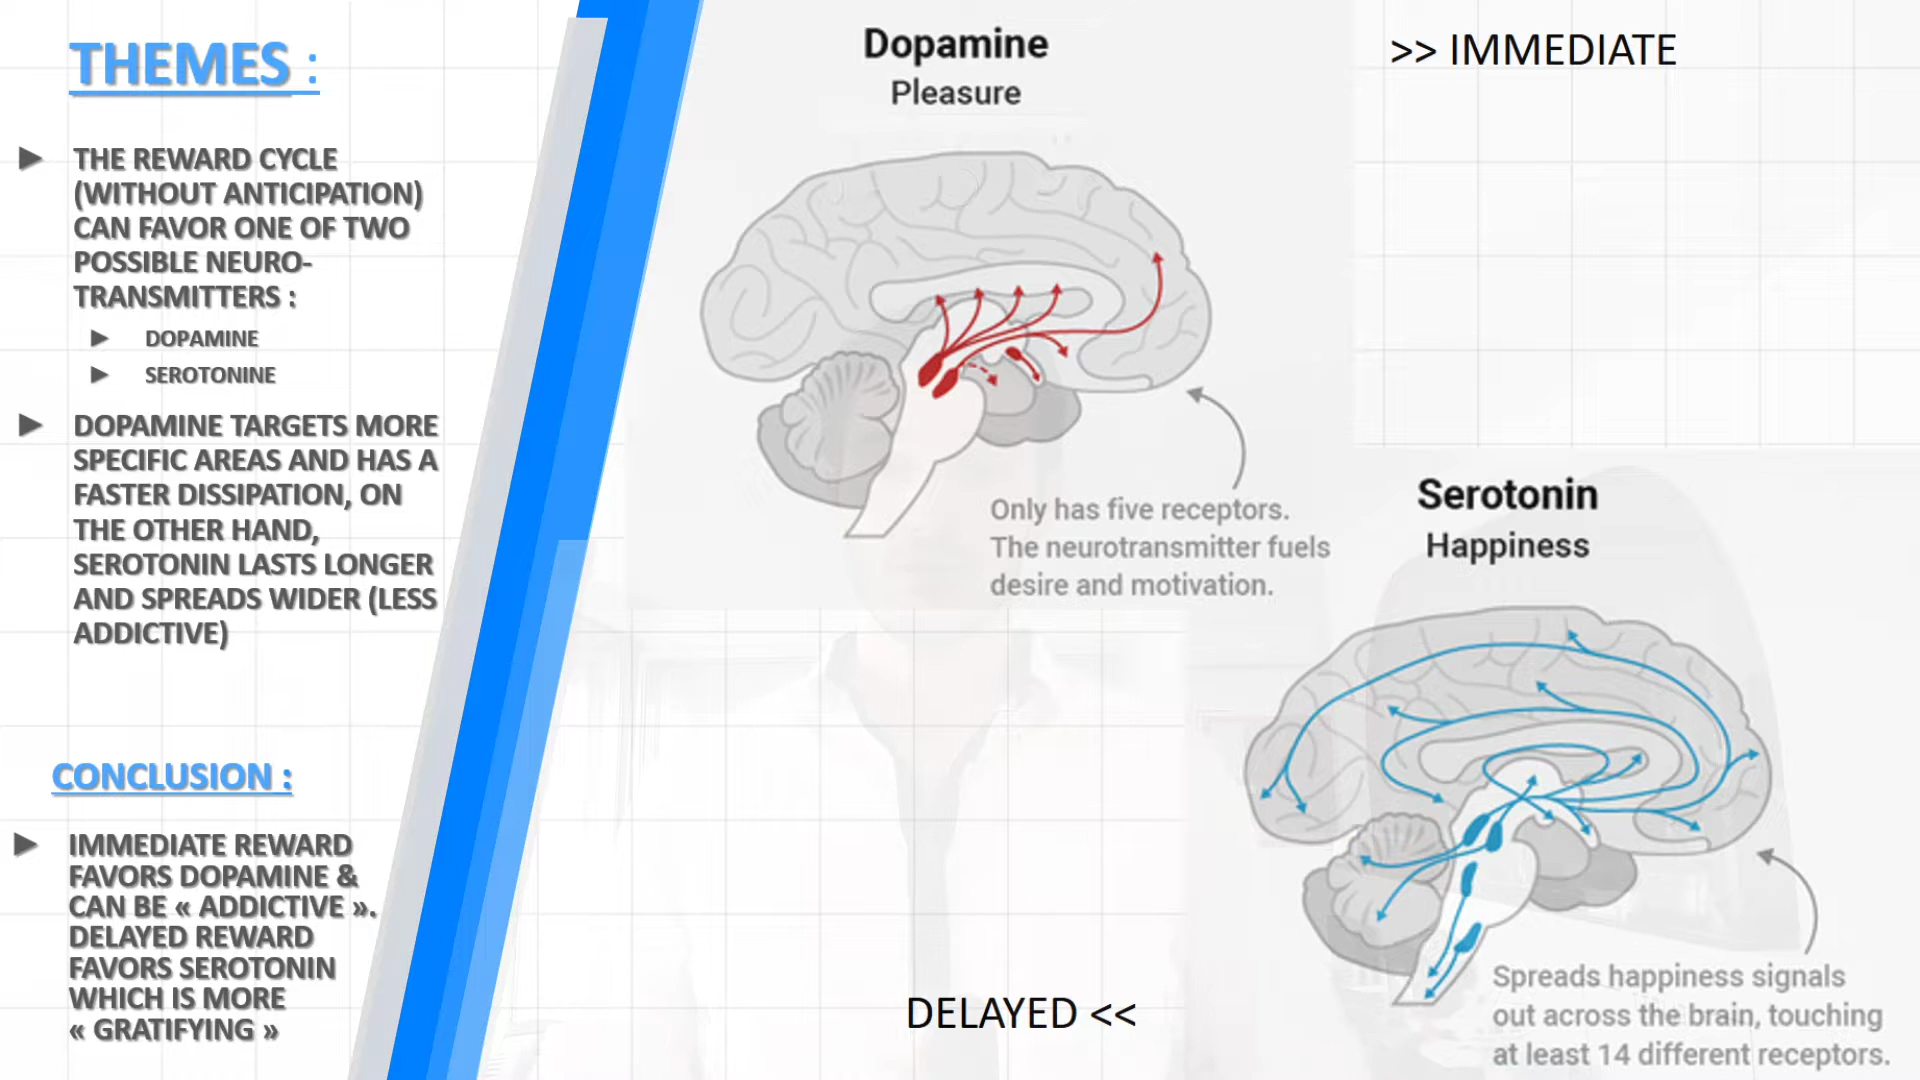 THEMES :
THE REWARD CYCLE
(WITHOUT ANTICIPATION)
CAN FAVOR ONE OF TWO
POSSIBLE NEURO-
TRANSMITTERS :
DOPAMINE
SEROTONINE
DOPAMINE TARGETS MORE
SPECIFIC AREAS AND HAS A
FASTER DISSIPATION, ON
THE OTHER HAND,
SEROTONIN LASTS LONGER
AND SPREADS WIDER (LESS
ADDICTIVE)
CONCLUSION :
IMMEDIATE REWARD
FAVORS DOPAMINE &
CAN BE « ADDICTIVE ».
DELAYED REWARD
FAVORS SEROTONIN
WHICH IS MORE
« GRATIFYING »
Dopamine
Pleasure
>> IMMEDIATE
Only has five receptors.
The neurotransmitter fuels
desire and motivation.
Serotonin
Happiness
DELAYED <<
Spreads happiness signals
out across the brain, touching
at least 14 different receptors.